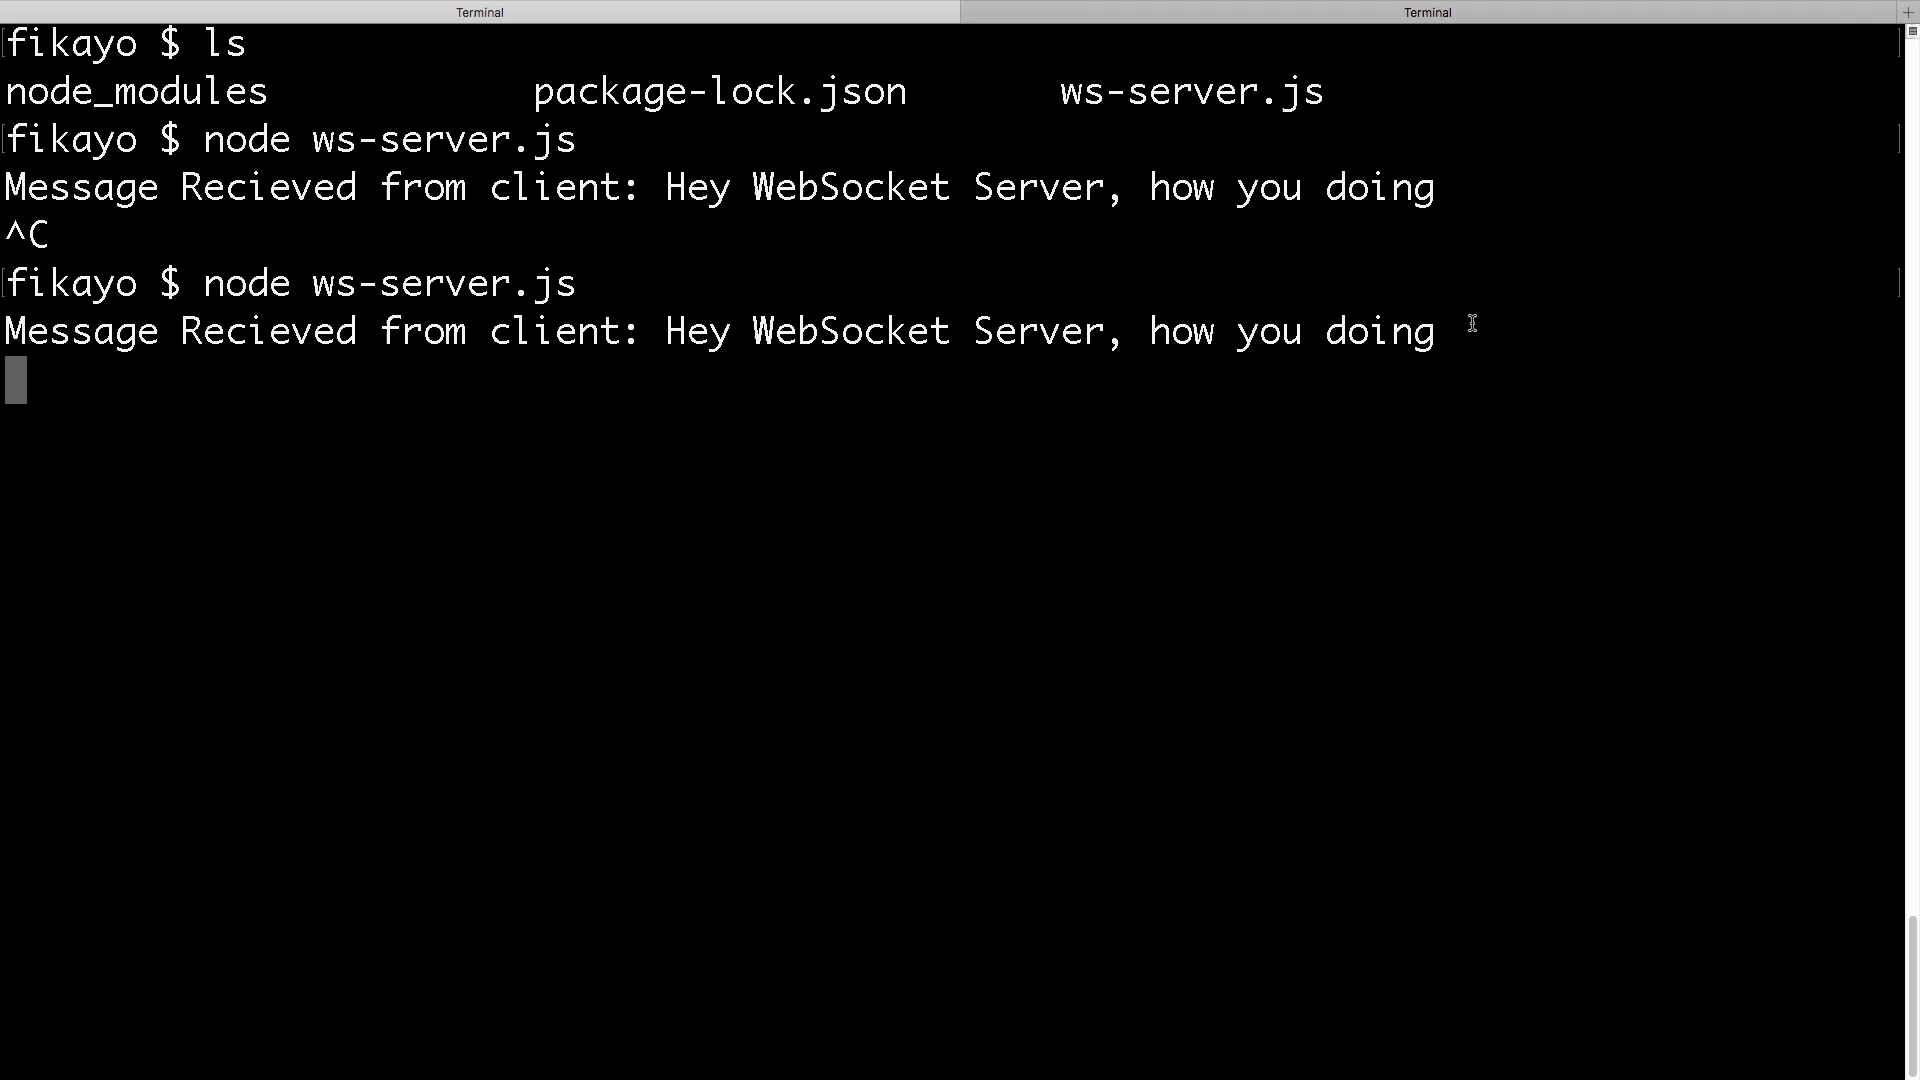 Terminal Terminal +
fikayo $ ls
node_modules package-lock.json ws-server.js
fikayo $ node ws-server.js
Message Recieved from client: Hey WebSocket Server, how you doing
^C
fikayo $ node ws-server.js
Message Recieved from client: Hey WebSocket Server, how you doing